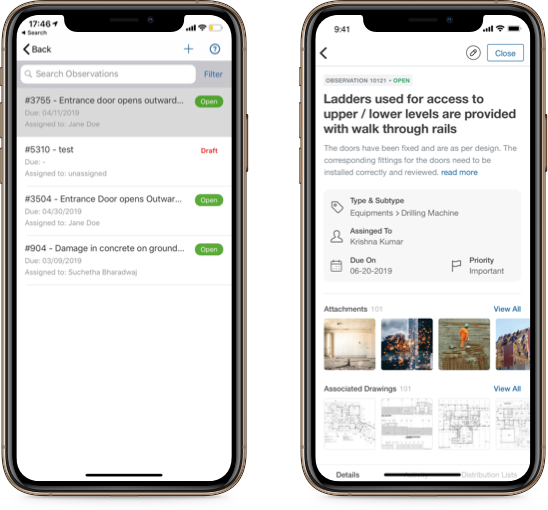 17:46
Search
Back
Search Observations
Filter
#3755 - Entrance door opens outward...
Open
Due: 04/11/2019
Assigned to: Jane Doe
#5310 - test
Draft
Due: -
Assigned to: unassigned
#3504 - Entrance Door opens Outwar...
Open
Due: 04/30/2019
Assigned to: Jane Doe
#904 - Damage in concrete on ground...
Open
Due: 03/09/2019
Assigned to: Suchetha Bharadwaj
9:41
Close
OBSERVATION 10121 • OPEN
Ladders used for access to
upper / lower levels are provided
with walk through rails
The doors have been fixed and are as per design. The
corresponding fittings for the doors need to be
installed correctly and reviewed. read more
Type & Subtype
Equipments > Drilling Machine
Assinged To
Krishna Kumar
Due On
06-20-2019
Priority
Important
Attachments 101
View All
Associated Drawings 101
View All
Details
Distribution Lists